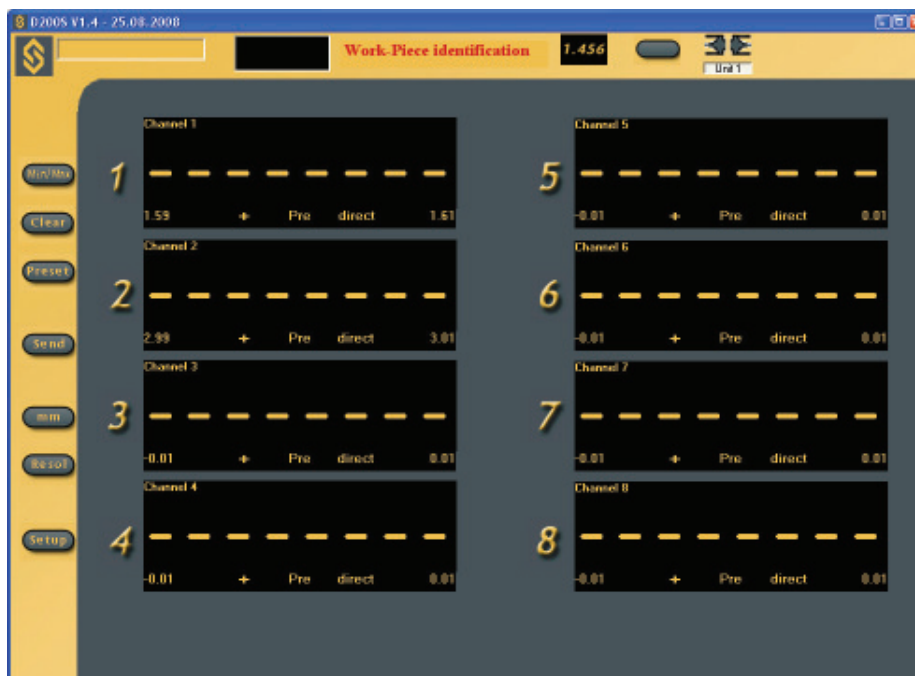 D200S V1.4 - 25.08.2008
Work-Piece identification
1.456
Unit 1
Min/Max
Clear
Preset
Send
mm
Resol
Setup
1
Channel 1
- - - - - - - -
1.59 + Pre direct 1.61
2
Channel 2
- - - - - - - -
2.99 + Pre direct 3.01
3
Channel 3
- - - - - - - -
-0.01 + Pre direct 0.01
4
Channel 4
- - - - - - - -
-0.01 + Pre direct 0.01
5
Channel 5
- - - - - - - -
-0.01 + Pre direct 0.01
6
Channel 6
- - - - - - - -
-0.01 + Pre direct 0.01
7
Channel 7
- - - - - - - -
-0.01 + Pre direct 0.01
8
Channel 8
- - - - - - - -
-0.01 + Pre direct 0.01